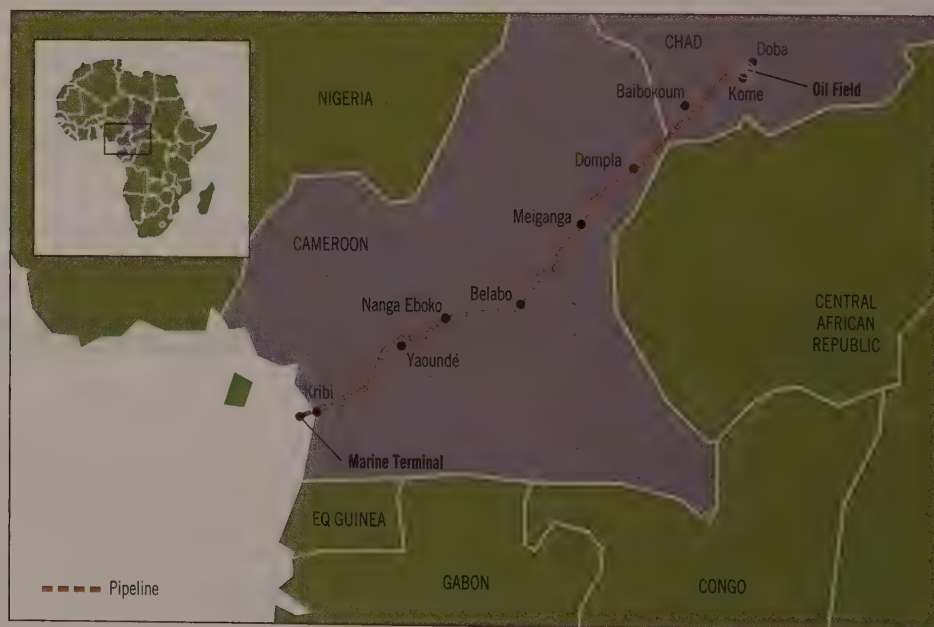 CHAD
Doba
NIGERIA
Oil Field
Baibokoum
Kome
Dompla
Meiganga
CAMEROON
Belabo
Nanga Eboko
CENTRAL
AFRICAN
REPUBLIC
Yaoundé
Kribi
Marine Terminal
EQ GUINEA
GABON
CONGO
Pipeline